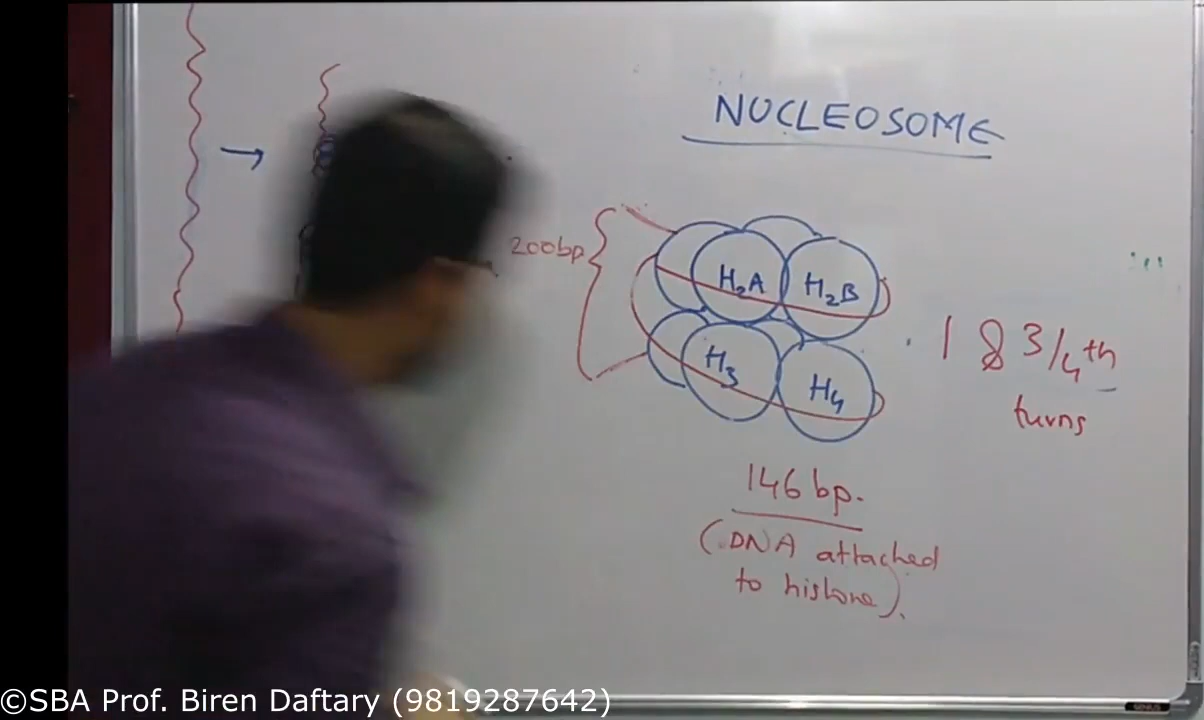 NUCLEOSOME
200bp
H2A
H2B
H3
H4
1 & 3/4th
turns
146 bp.
(DNA attached
to histone).
©SBA Prof. Biren Daftary (9819287642)